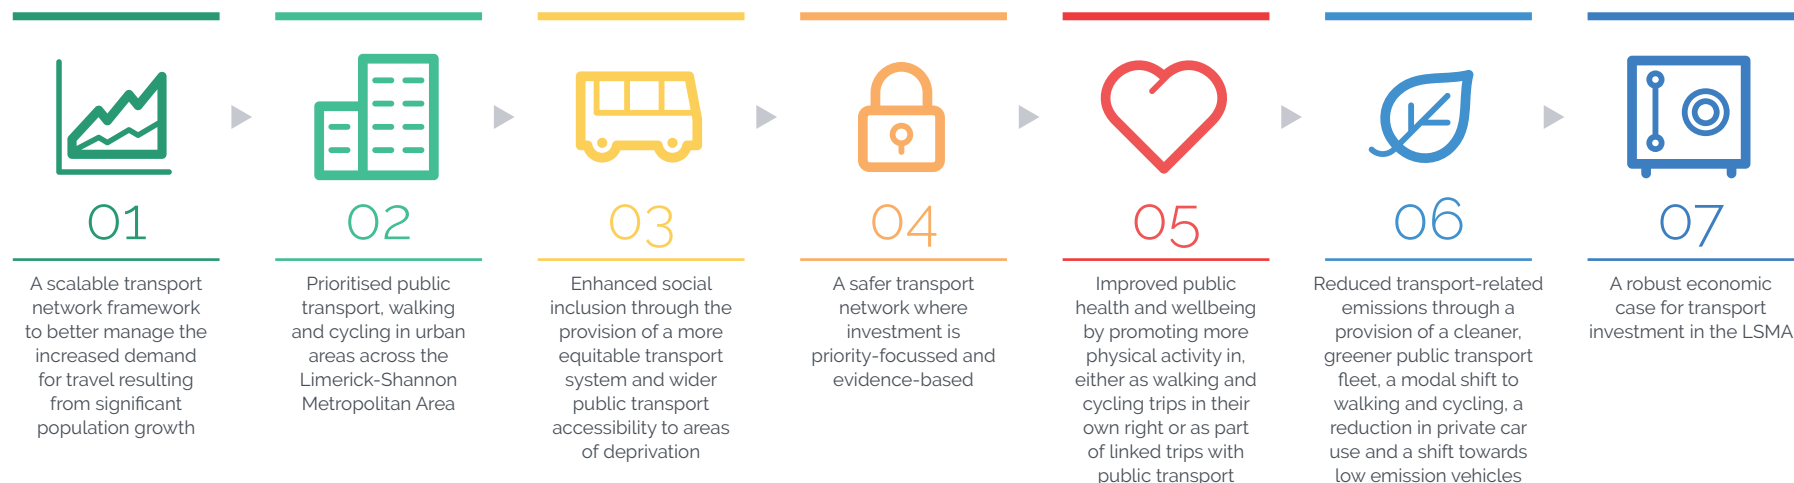 01
A scalable transport
network framework
to better manage the
increased demand
for travel resulting
from significant
population growth
02
Prioritised public
transport, walking
and cycling in urban
areas across the
Limerick-Shannon
Metropolitan Area
03
Enhanced social
inclusion through the
provision of a more
equitable transport
system and wider
public transport
accessibility to areas
of deprivation
04
A safer transport
network where
investment is
priority-focussed and
evidence-based
05
Improved public
health and wellbeing
by promoting more
physical activity in,
either as walking and
cycling trips in their
own right or as part
of linked trips with
public transport
06
Reduced transport-related
emissions through a
provision of a cleaner,
greener public transport
fleet, a modal shift to
walking and cycling, a
reduction in private car
use and a shift towards
low emission vehicles
07
A robust economic
case for transport
investment in the LSMA